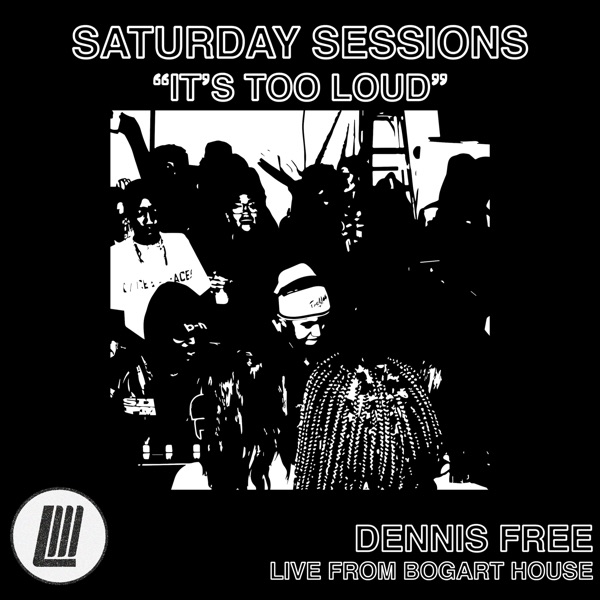 SATURDAY SESSIONS
“IT’S TOO LOUD”
DENNIS FREE
LIVE FROM BOGART HOUSE